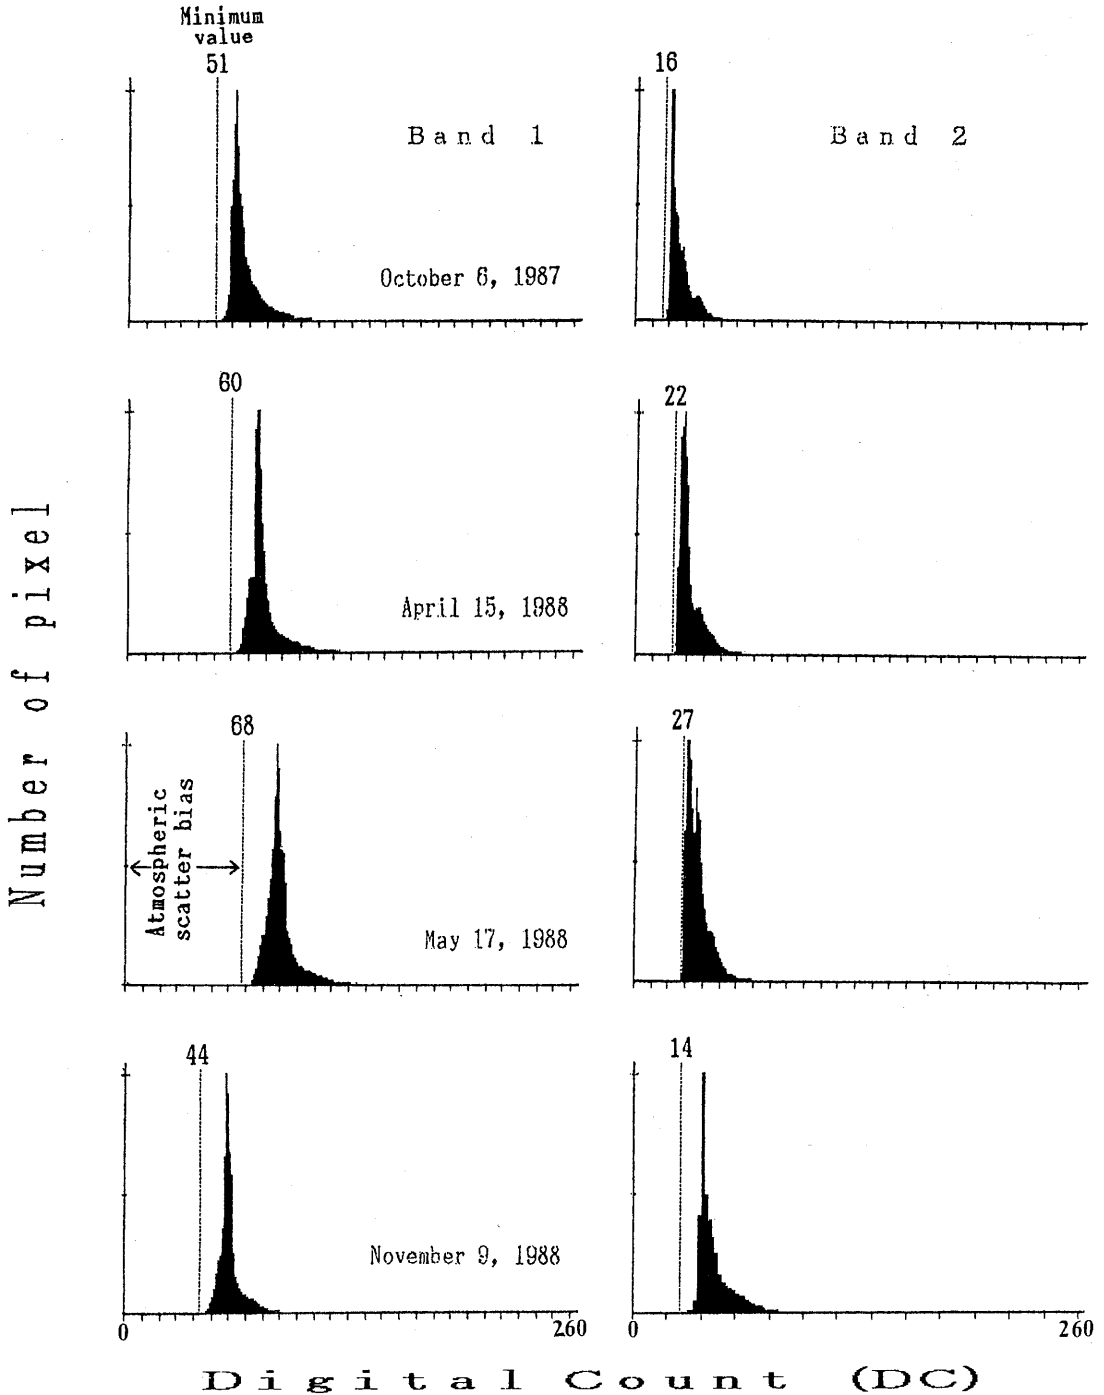 Minimum
value
51
16
Band 1
Band 2
October 6, 1987
60
22
April 15, 1988
68
27
Atmospheric
scatter bias
May 17, 1988
44
14
November 9, 1988
0
260
0
260
Number of pixel
Digital Count (DC)